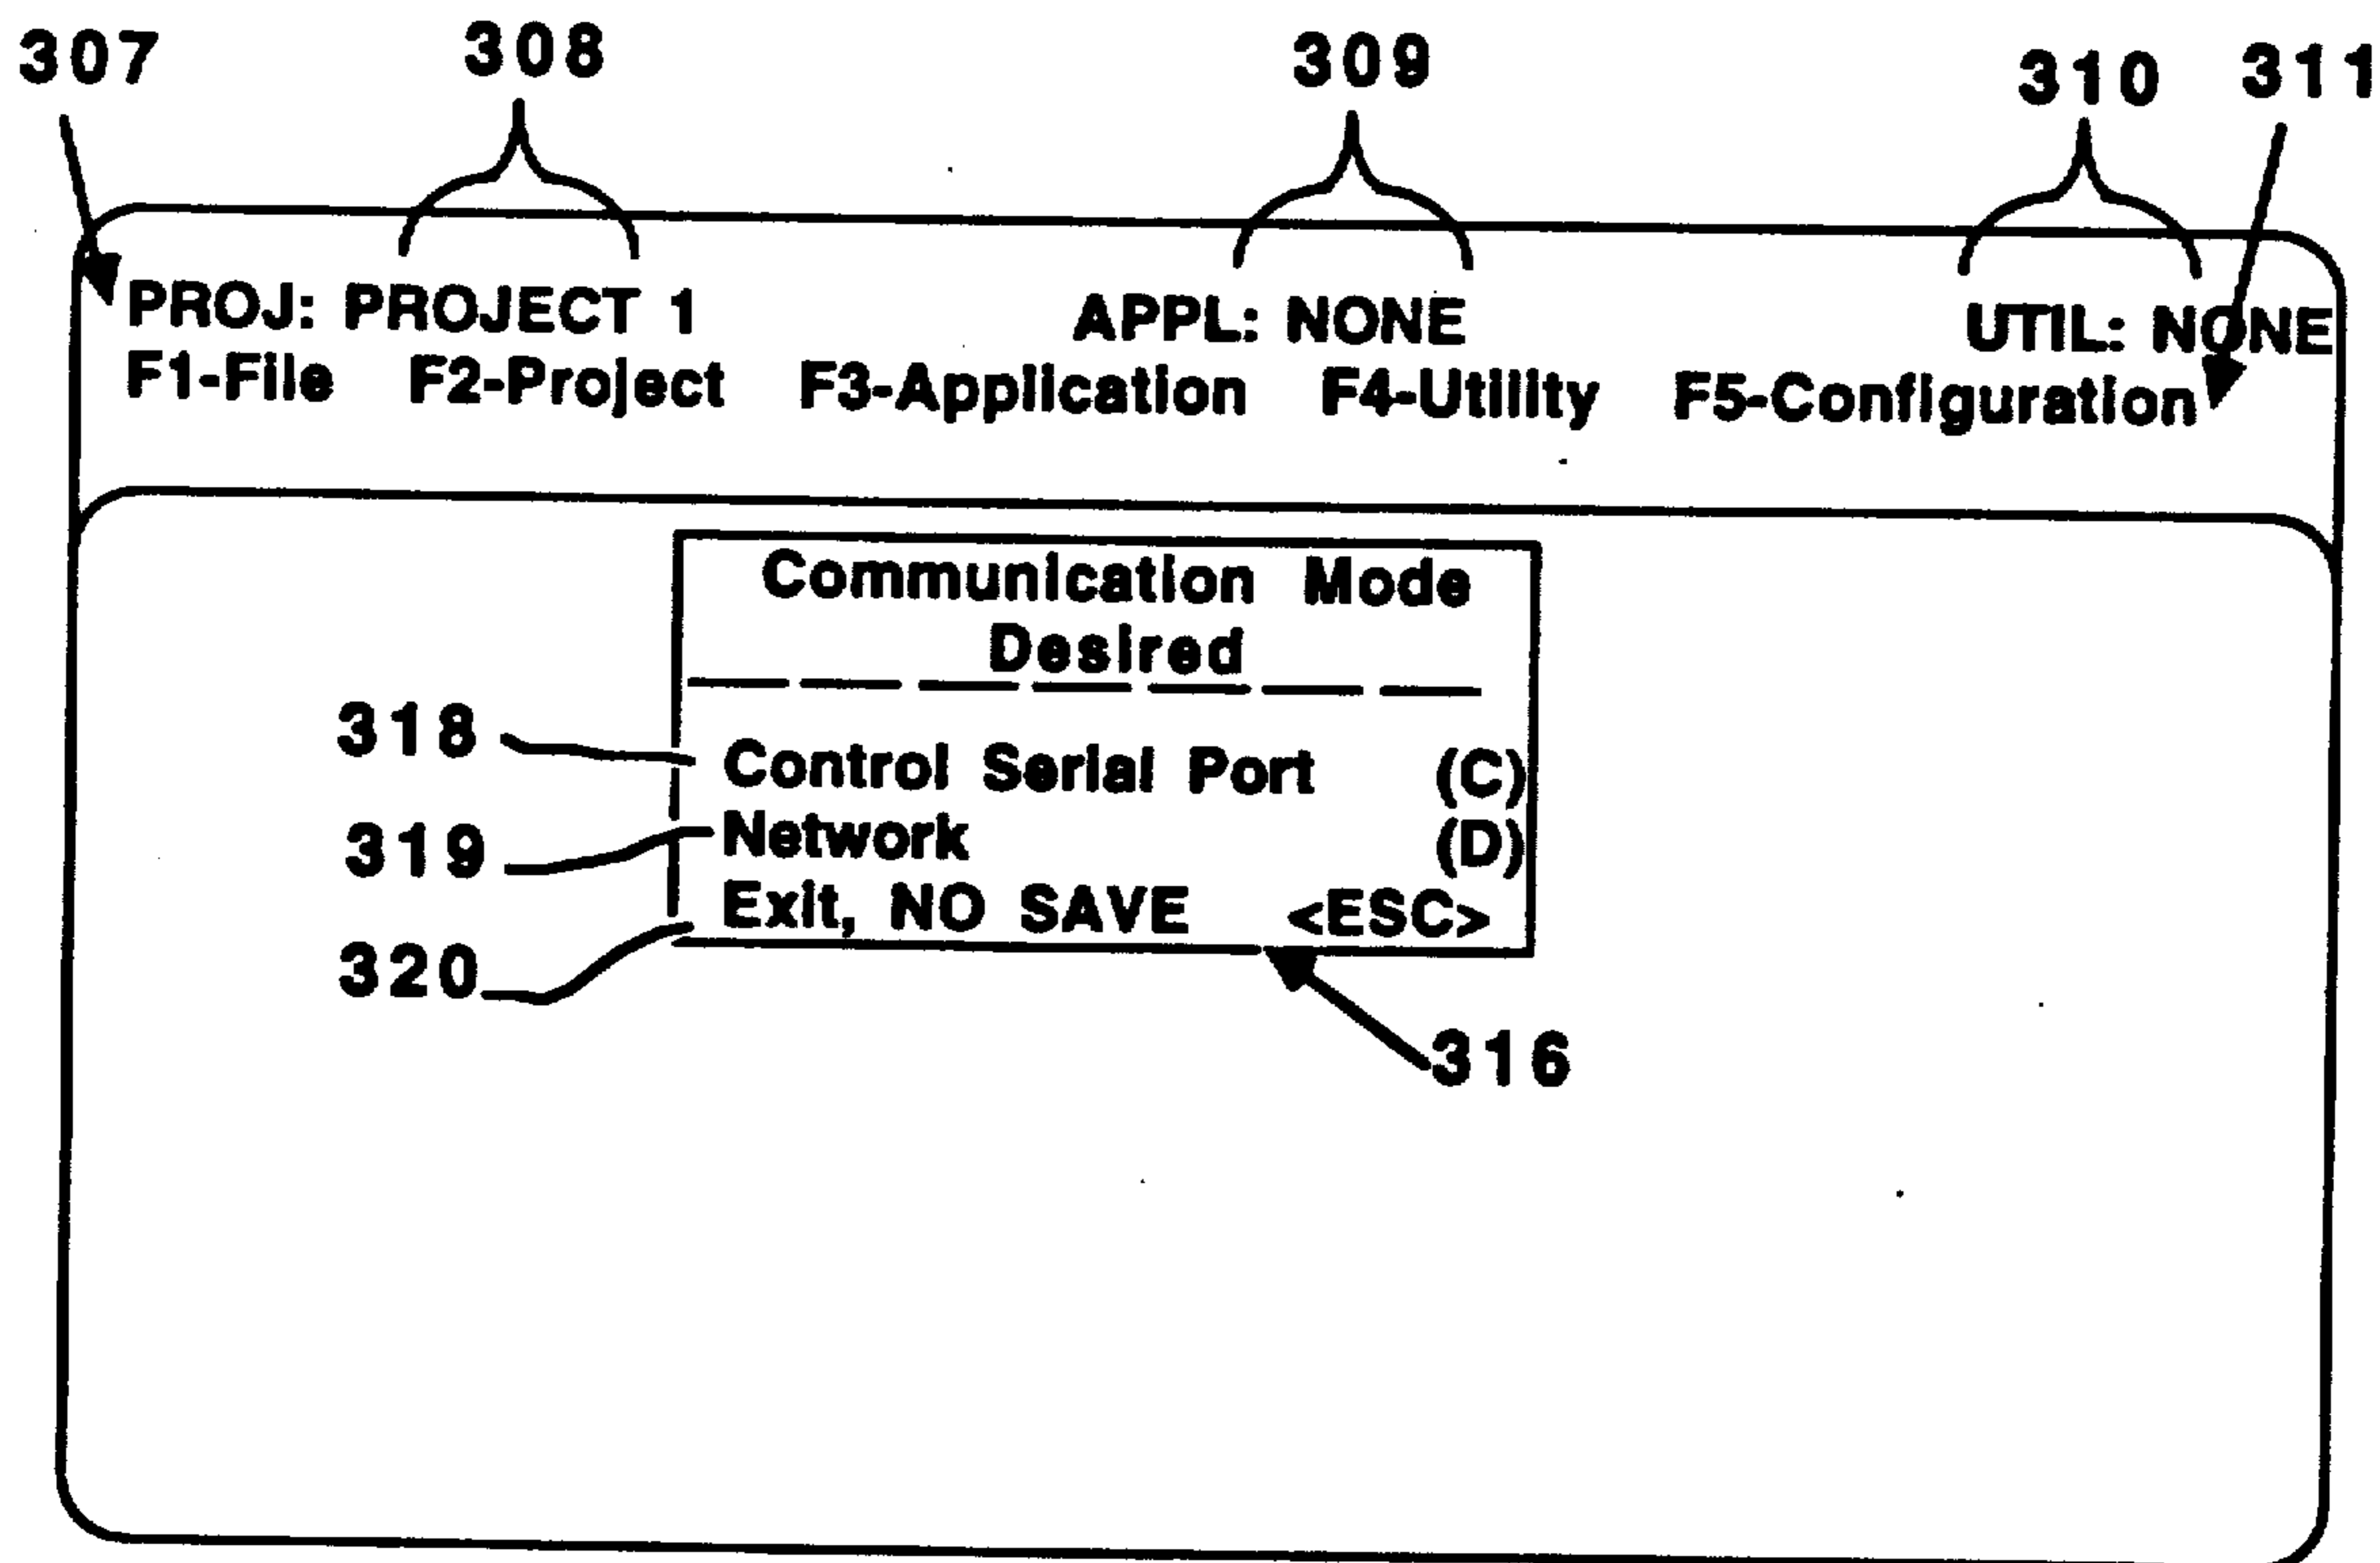 307 308 309 310 311
PROJ: PROJECT 1 APPL: NONE UTIL: NONE
F1-File F2-Project F3-Application F4-Utility F5-Configuration
Communication Mode
Desired
318 Control Serial Port (C)
319 Network (D)
320 Exit, NO SAVE <ESC>
316